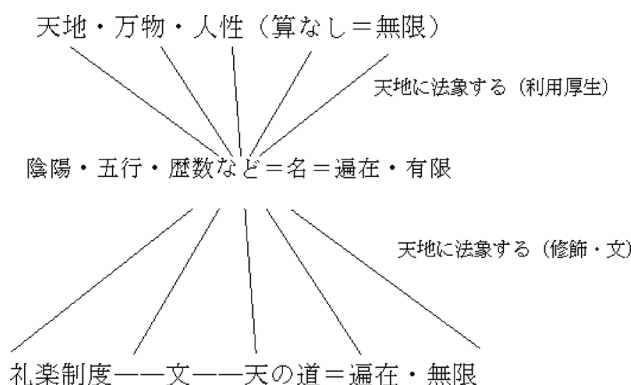 天地・万物・人性（算なし＝無限）
天地に法象する（利用厚生）
陰陽・五行・歴数など＝名＝遍在・有限
天地に法象する（修飾・文）
礼楽制度――文――天の道＝遍在・無限